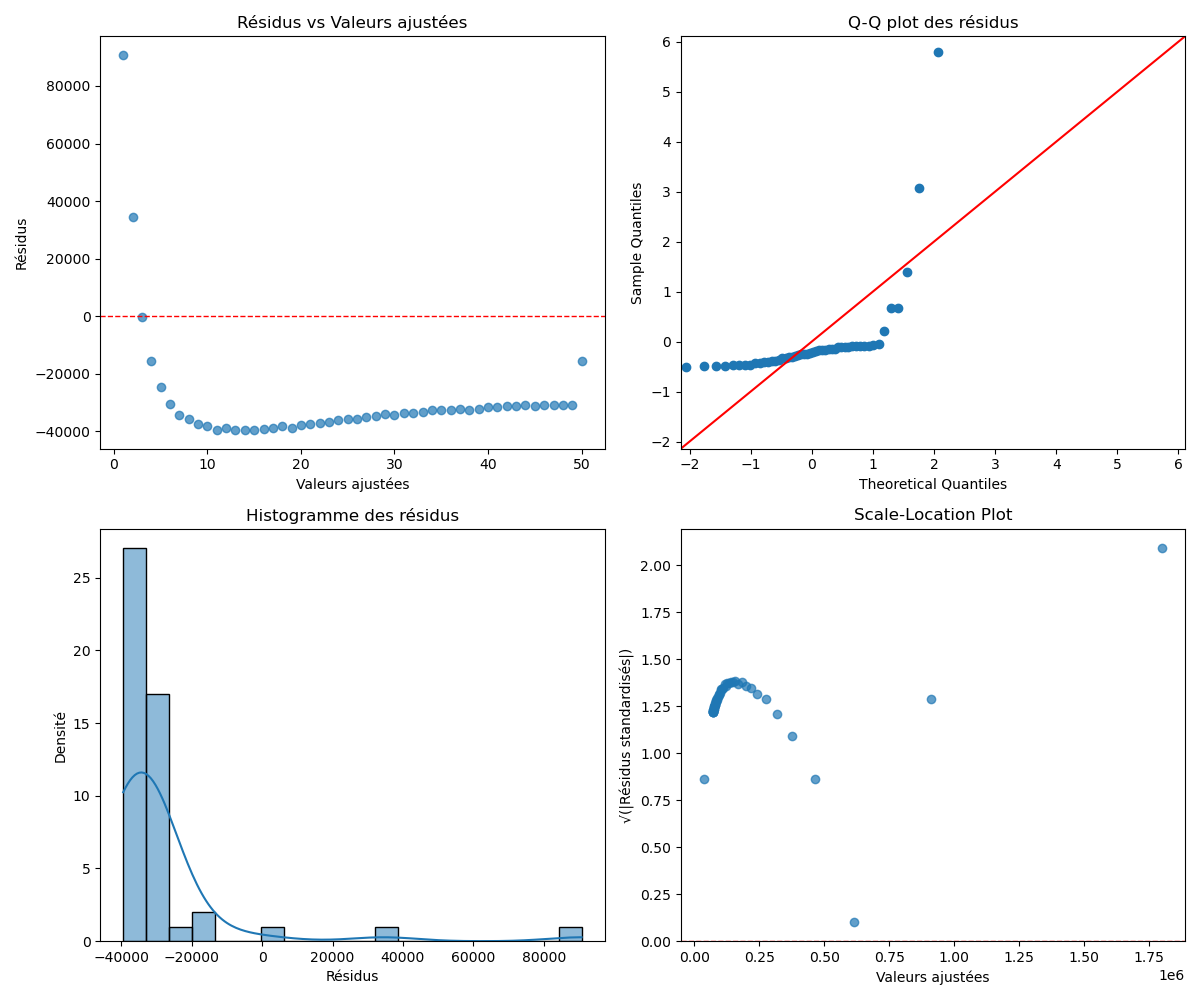 Résidus vs Valeurs ajustées
80000
60000
40000
20000
0
−20000
−40000
Résidus
0 10 20 30 40 50
Valeurs ajustées
Q-Q plot des résidus
6
5
4
3
2
1
0
−1
−2
Sample Quantiles
−2 −1 0 1 2 3 4 5 6
Theoretical Quantiles
Histogramme des résidus
25
20
15
10
5
0
Densité
−40000 −20000 0 20000 40000 60000 80000
Résidus
Scale-Location Plot
2.00
1.75
1.50
1.25
1.00
0.75
0.50
0.25
0.00
√(|Résidus standardisés|)
0.00 0.25 0.50 0.75 1.00 1.25 1.50 1.75
1e6
Valeurs ajustées